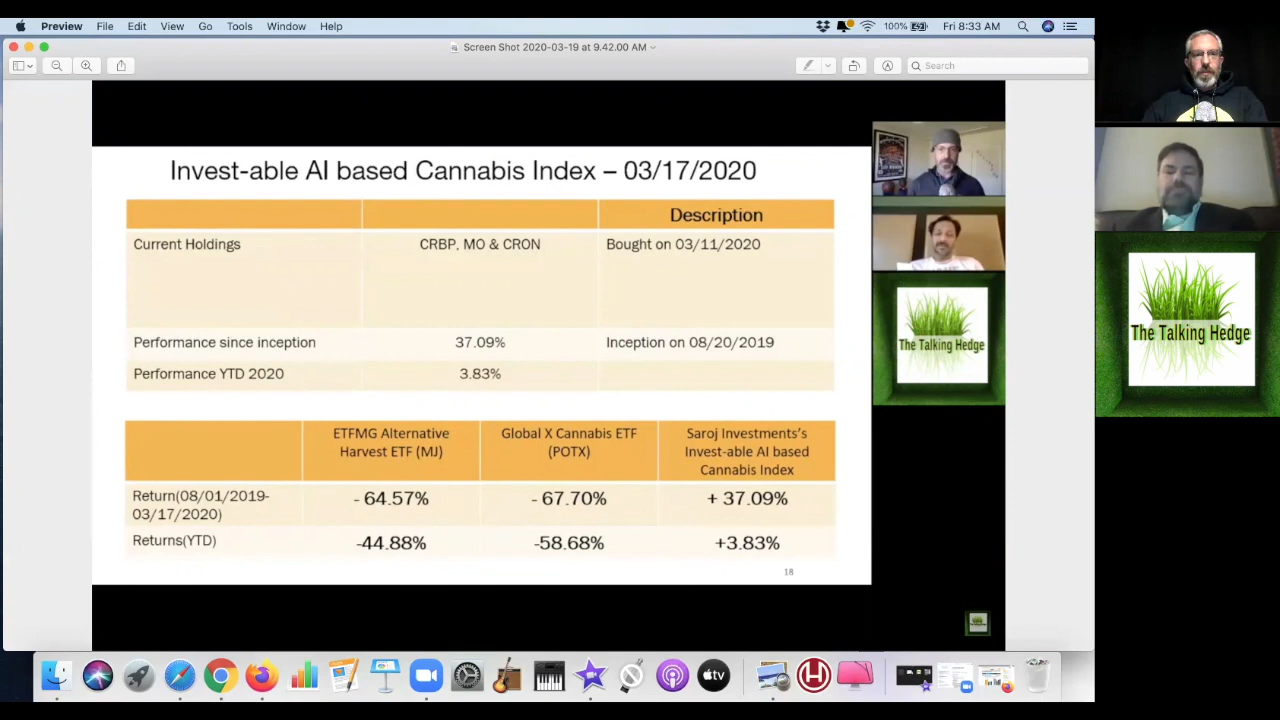 Preview File Edit View Go Tools Window Help
100% Fri 8:33 AM
Screen Shot 2020-03-19 at 9.42.00 AM
Search
Invest-able AI based Cannabis Index – 03/17/2020
Description
Current Holdings CRBP, MO & CRON Bought on 03/11/2020
Performance since inception 37.09% Inception on 08/20/2019
Performance YTD 2020 3.83%
ETFMG Alternative Global X Cannabis ETF Saroj Investments's
Harvest ETF (MJ) (POTX) Invest-able AI based
Cannabis Index
Return(08/01/2019- - 64.57% - 67.70% + 37.09%
03/17/2020)
Returns(YTD) -44.88% -58.68% +3.83%
18
The Talking Hedge
The Talking Hedge
tv